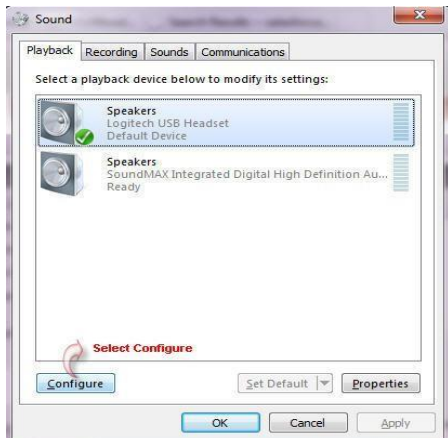 Sound
Playback
Recording
Sounds
Communications
Select a playback device below to modify its settings:
Speakers
Logitech USB Headset
Default Device
Speakers
SoundMAX Integrated Digital High Definition Au...
Ready
Select Configure
Configure
Set Default
Properties
OK
Cancel
Apply